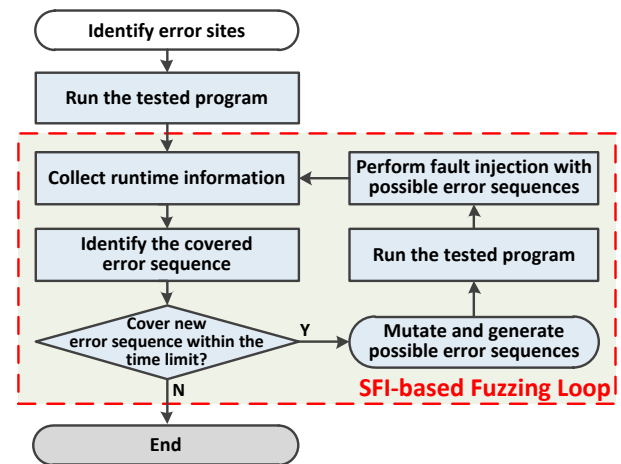 Identify error sites
Run the tested program
Collect runtime information
Identify the covered
error sequence
Cover new
error sequence within the
time limit?
Y
N
End
Perform fault injection with
possible error sequences
Run the tested program
Mutate and generate
possible error sequences
SFI-based Fuzzing Loop